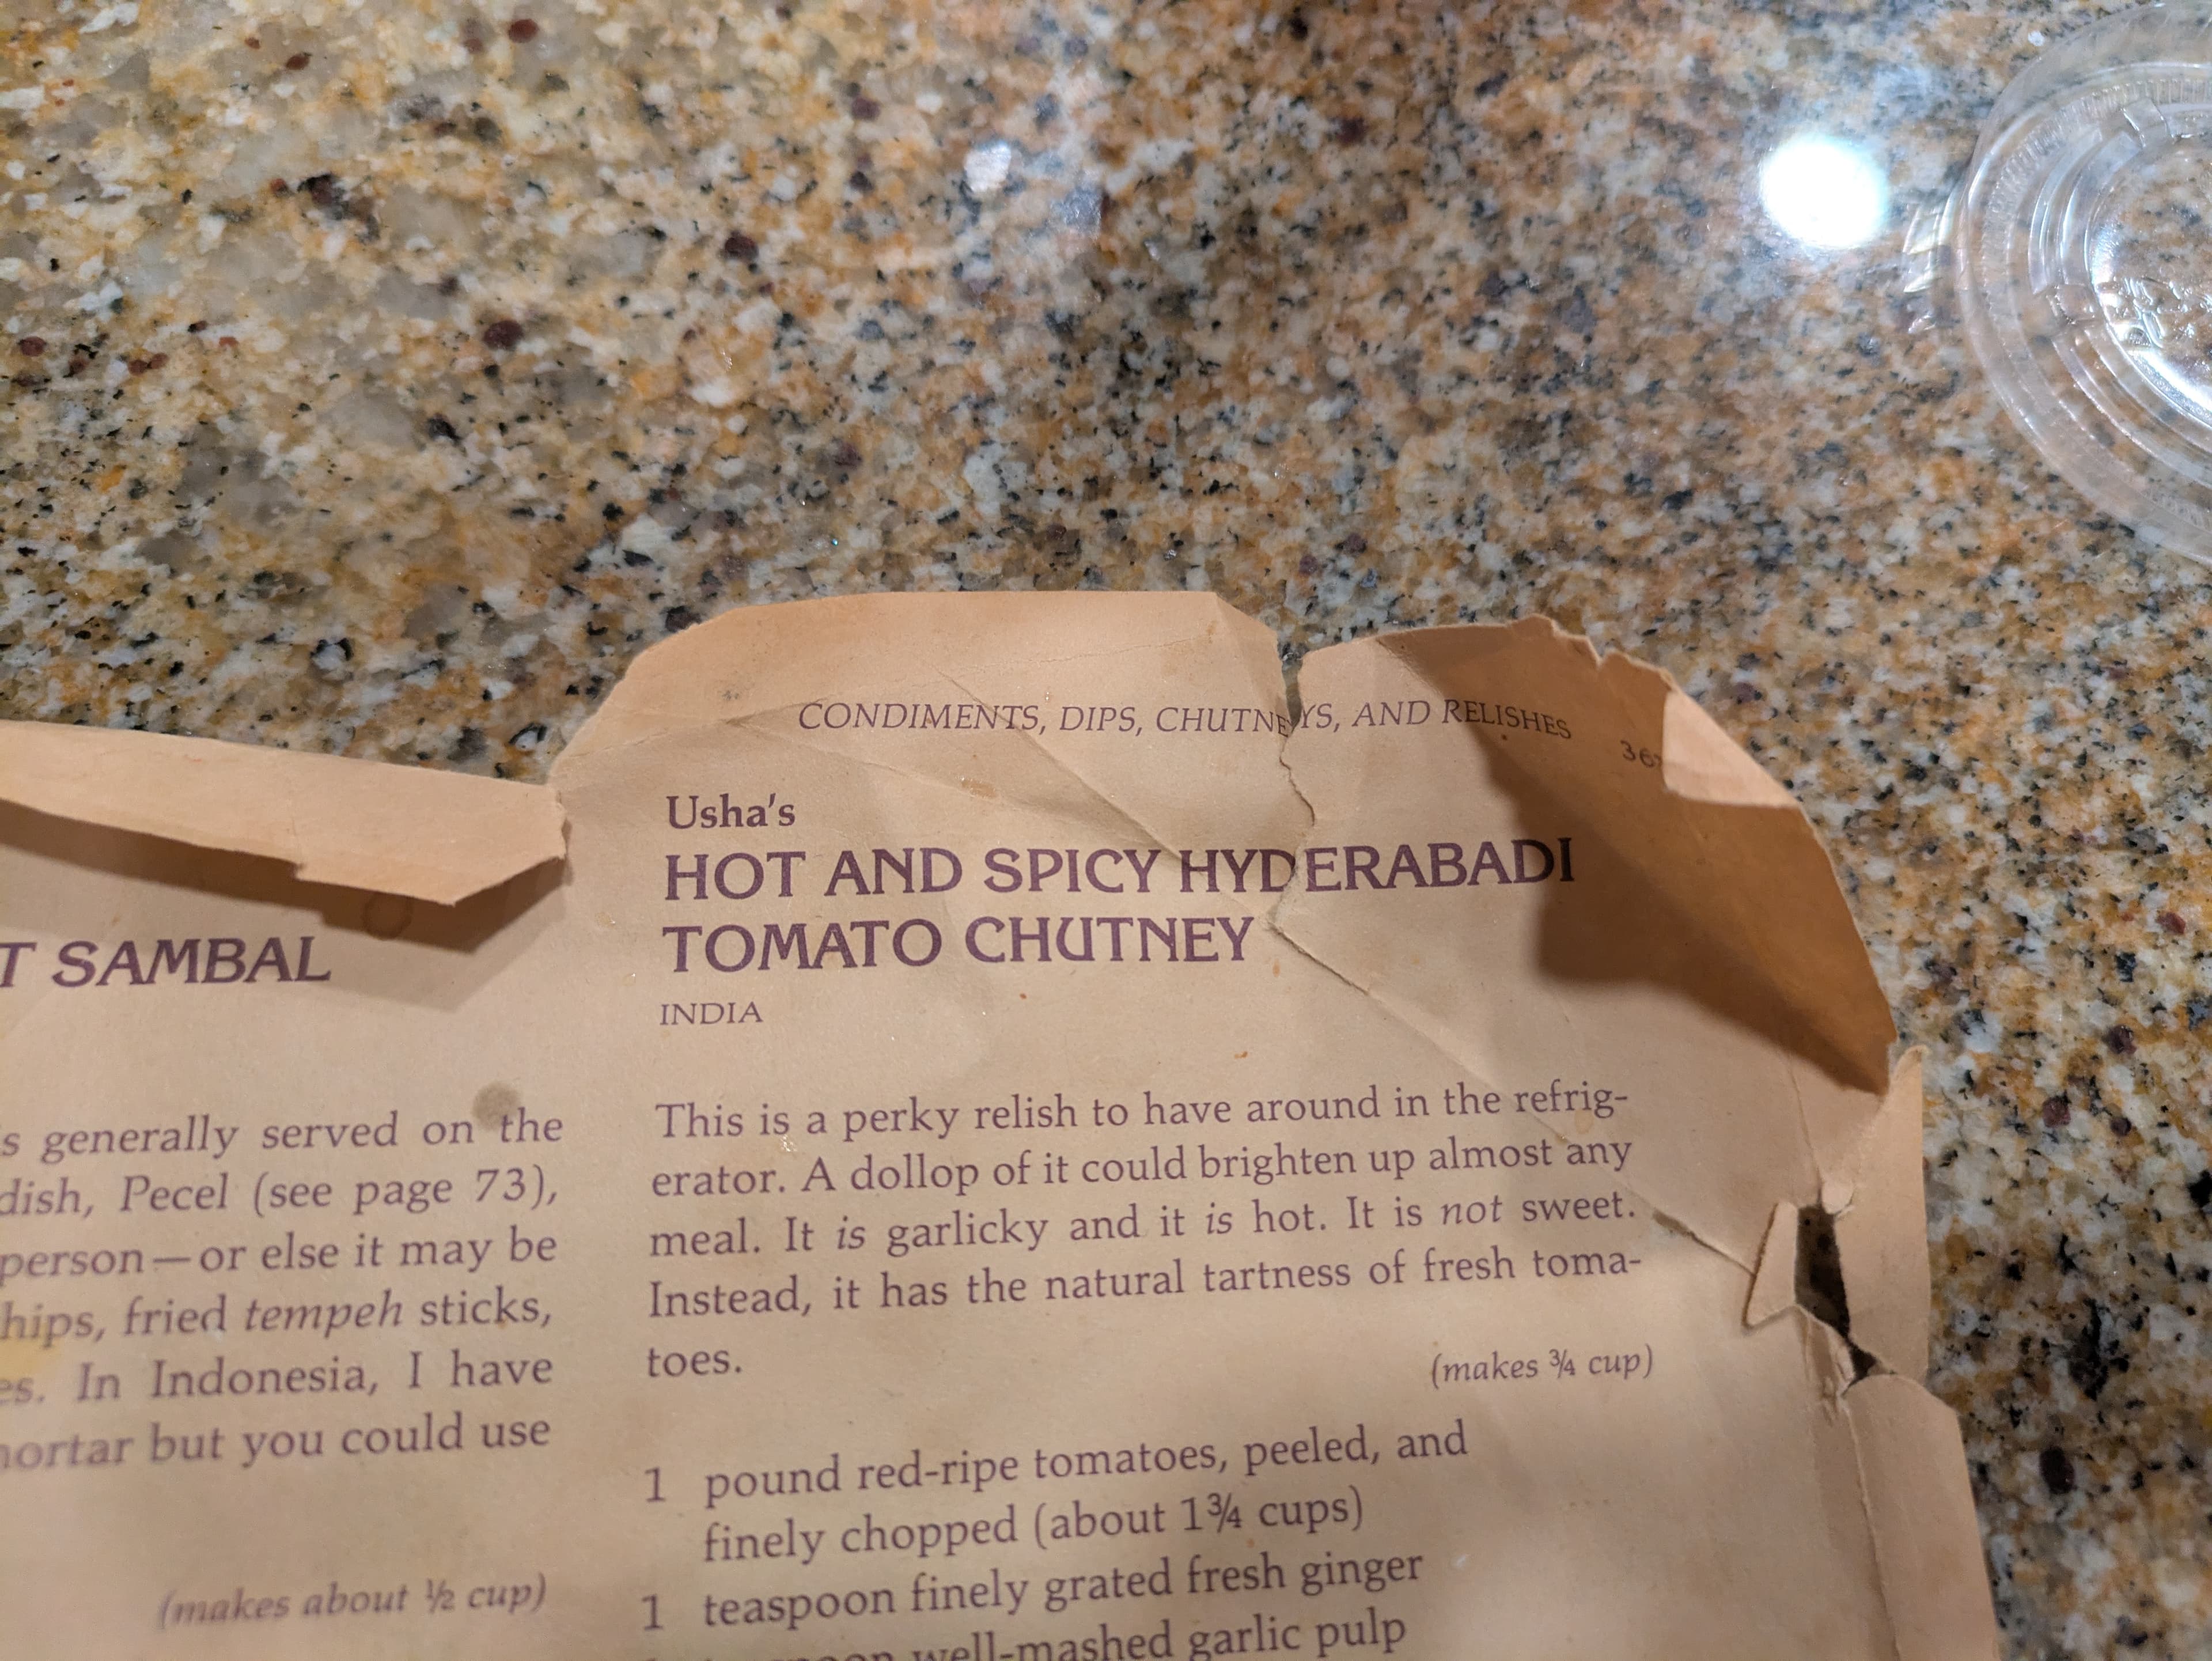 CONDIMENTS, DIPS, CHUTNEYS, AND RELISHES
T SAMBAL
s generally served on the
dish, Pecel (see page 73),
person—or else it may be
hips, fried tempeh sticks,
es. In Indonesia, I have
mortar but you could use
(makes about ½ cup)
Usha's
HOT AND SPICY HYDERABADI
TOMATO CHUTNEY
INDIA
This is a perky relish to have around in the refrig-
erator. A dollop of it could brighten up almost any
meal. It is garlicky and it is hot. It is not sweet.
Instead, it has the natural tartness of fresh toma-
toes.
(makes ¾ cup)
1 pound red-ripe tomatoes, peeled, and
finely chopped (about 1¾ cups)
1 teaspoon finely grated fresh ginger
well-mashed garlic pulp